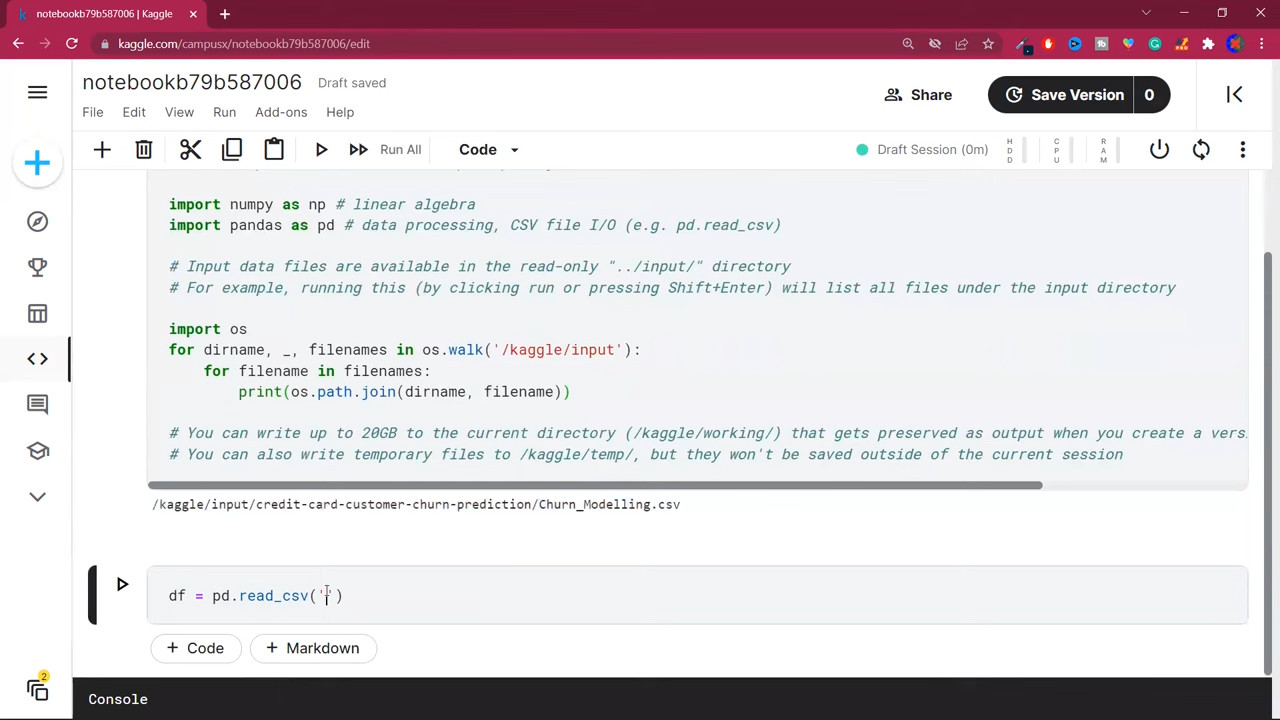 notebookb79b587006 | Kaggle
kaggle.com/campusx/notebookb79b587006/edit
notebookb79b587006 Draft saved
File Edit View Run Add-ons Help
Share
Save Version 0
Run All
Code
Draft Session (0m)
HDD
CPU
RAM
import numpy as np # linear algebra
import pandas as pd # data processing, CSV file I/O (e.g. pd.read_csv)
# Input data files are available in the read-only "../input/" directory
# For example, running this (by clicking run or pressing Shift+Enter) will list all files under the input directory
import os
for dirname, _, filenames in os.walk('/kaggle/input'):
for filename in filenames:
print(os.path.join(dirname, filename))
# You can write up to 20GB to the current directory (/kaggle/working/) that gets preserved as output when you create a versi
# You can also write temporary files to /kaggle/temp/, but they won't be saved outside of the current session
/kaggle/input/credit-card-customer-churn-prediction/Churn_Modelling.csv
df = pd.read_csv('')
+ Code
+ Markdown
2
Console